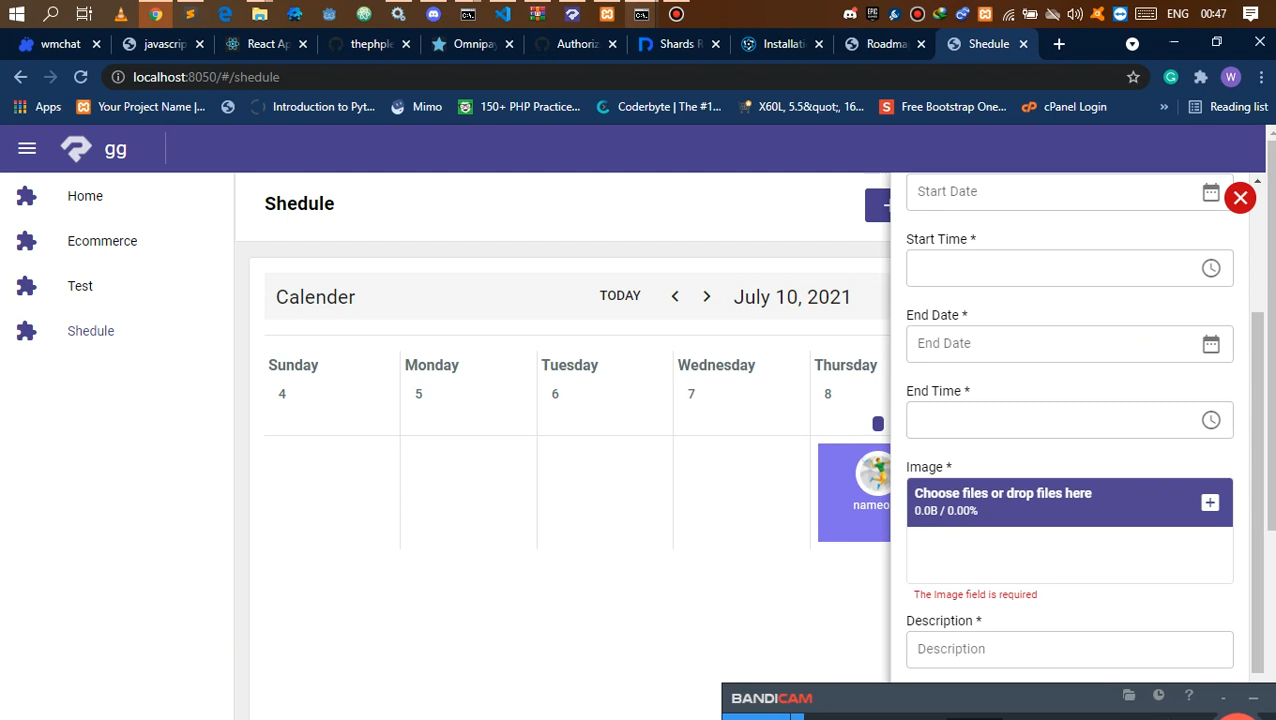 ENG 00:47
wmchat javascrip React Ap thephple Omnipay Authoriz Shards R Installatio Roadma Shedule
localhost:8050/#/shedule W
Apps Your Project Name |... Introduction to Pyt... Mimo 150+ PHP Practice... Coderbyte | The #1... X60L, 5.5&quot;, 16... Free Bootstrap One... cPanel Login » Reading list
gg
Home
Ecommerce
Test
Shedule
Shedule
Calender TODAY July 10, 2021
Sunday Monday Tuesday Wednesday Thursday
4 5 6 7 8
nameo
Start Date
Start Time *
End Date *
End Date
End Time *
Image *
Choose files or drop files here
0.0B / 0.00%
The Image field is required
Description *
Description
BANDICAM